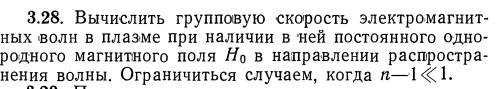 3.28. Вычислить групповую скорость электромагнит-
ных волн в плазме при наличии в ней постоянного одно-
родного магнитного поля H₀ в направлении распростра-
нения волны. Ограничиться случаем, когда n—1≪1.